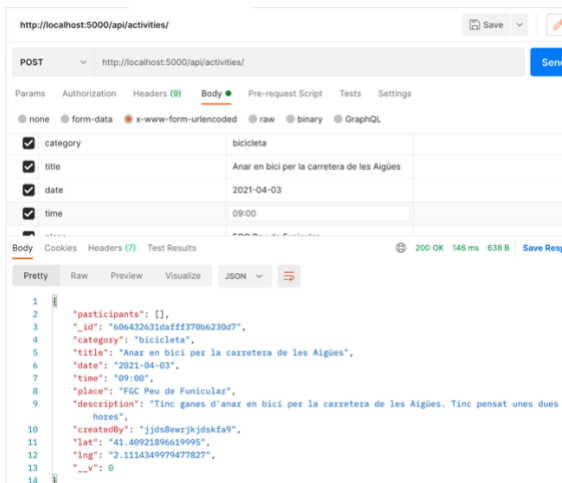 http://localhost:5000/api/activities/
Save
POST http://localhost:5000/api/activities/ Send
Params Authorization Headers (9) Body Pre-request Script Tests Settings
none form-data x-www-form-urlencoded raw binary GraphQL
category bicicleta
title Anar en bici per la carretera de les Aigües
date 2021-04-03
time 09:00
Body Cookies Headers (7) Test Results 200 OK 146 ms 638 B Save Resp
Pretty Raw Preview Visualize JSON
1 {
2 "participants": [],
3 "_id": "606432631dafff370b6230d7",
4 "category": "bicicleta",
5 "title": "Anar en bici per la carretera de les Aigües",
6 "date": "2021-04-03",
7 "time": "09:00",
8 "place": "FGC Peu de Funicular",
9 "description": "Tinc ganes d'anar en bici per la carretera de les Aigües. Tinc pensat unes dues
hores",
10 "createdBy": "jjds8ewrjkjdskfa9",
11 "lat": "41.40921896619995",
12 "lng": "2.1114349979477827",
13 "__v": 0
14